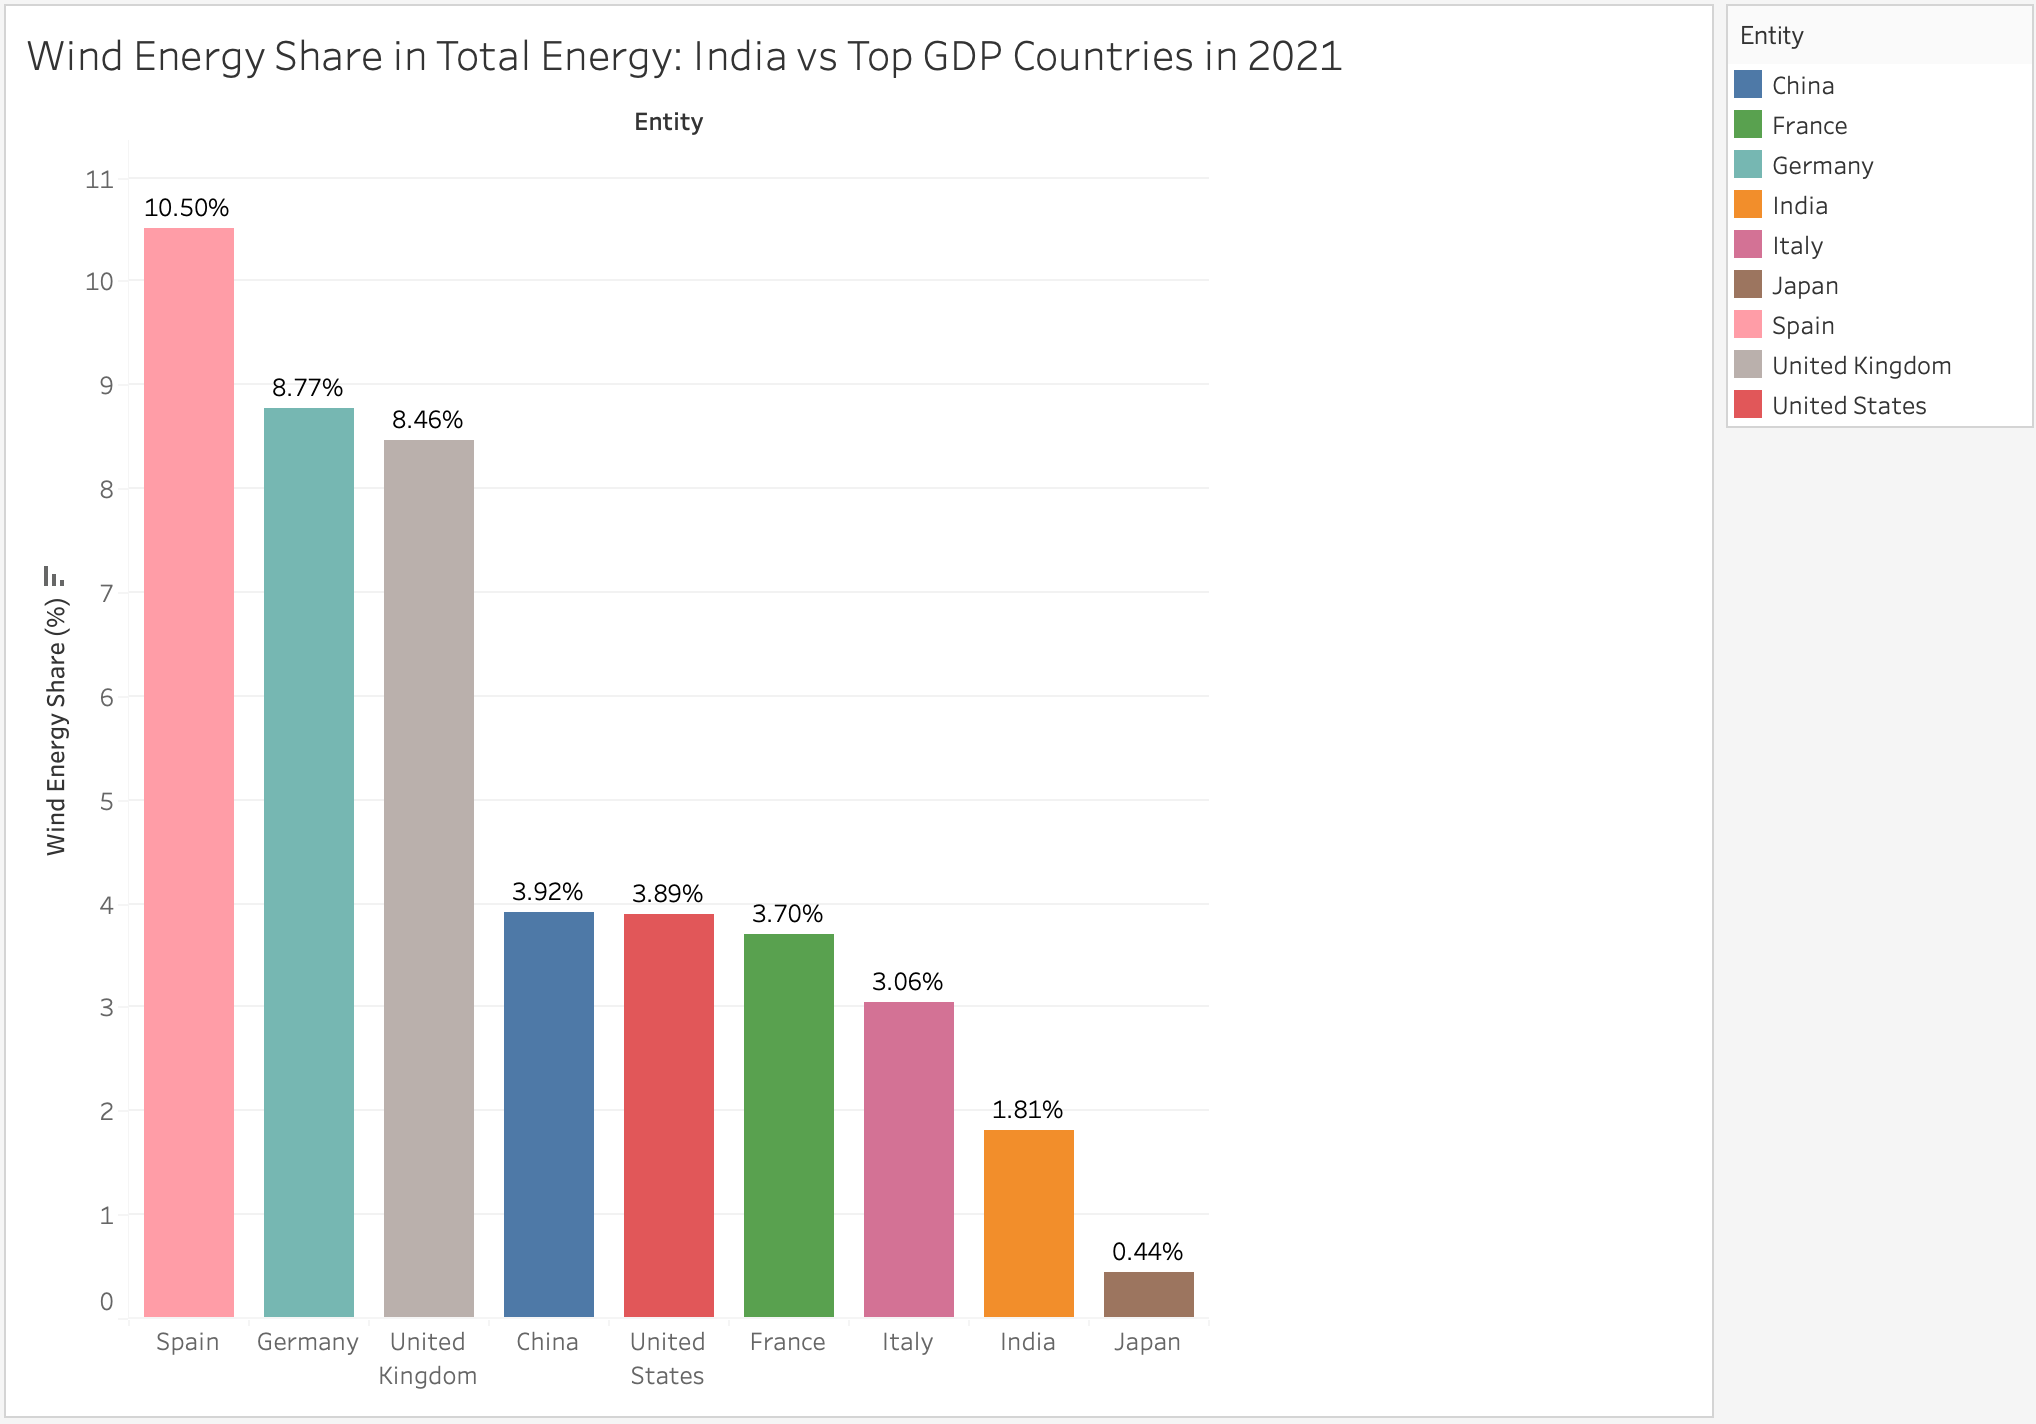 Wind Energy Share in Total Energy: India vs Top GDP Countries in 2021
Entity
11
10
9
8
7
6
5
4
3
2
1
0
Wind Energy Share (%)
10.50%
8.77%
8.46%
3.92%
3.89%
3.70%
3.06%
1.81%
0.44%
Spain
Germany
United
Kingdom
China
United
States
France
Italy
India
Japan
Entity
China
France
Germany
India
Italy
Japan
Spain
United Kingdom
United States